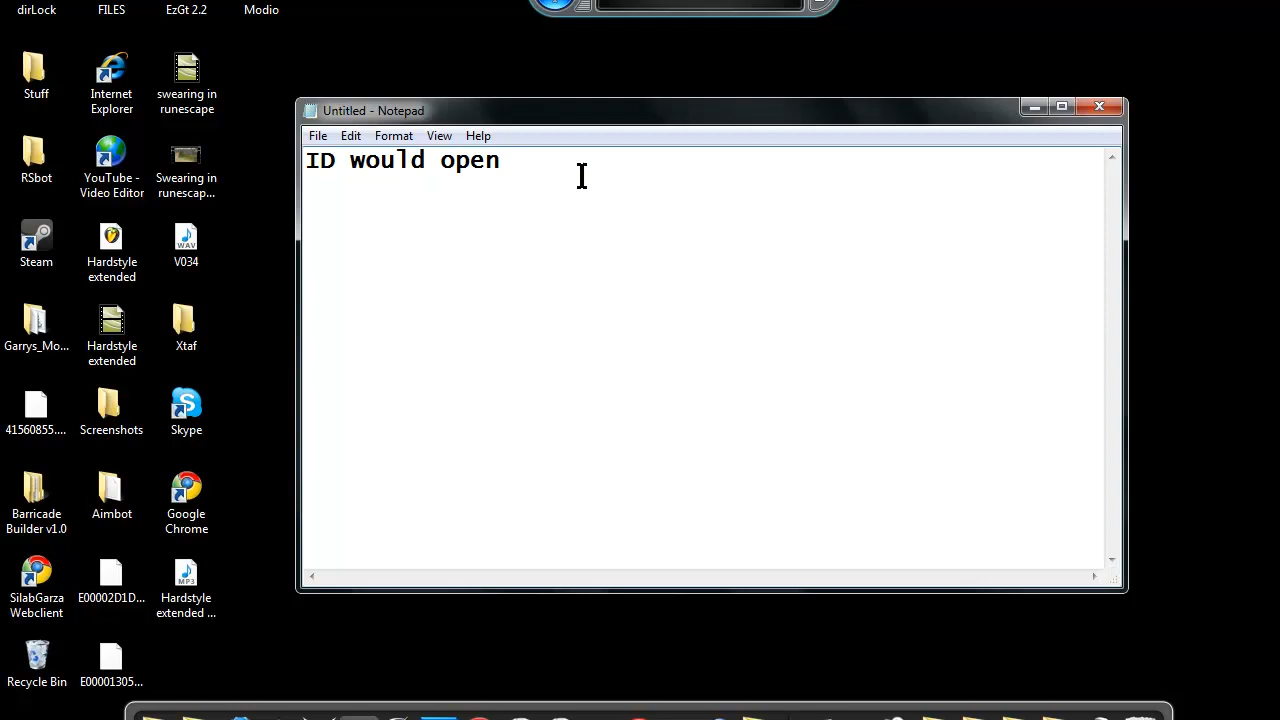 dirLock
FILES
EzGt 2.2
Modio
Stuff
Internet
Explorer
swearing in
runescape
RSbot
YouTube -
Video Editor
Swearing in
runescap...
Steam
Hardstyle
extended
WAV
V034
Garrys_Mo...
Hardstyle
extended
Xtaf
41560855....
Screenshots
Skype
Barricade
Builder v1.0
Aimbot
Google
Chrome
SilabGarza
Webclient
E00002D1D...
MP3
Hardstyle
extended ...
Recycle Bin
E00001305...
Untitled - Notepad
File Edit Format View Help
ID would open